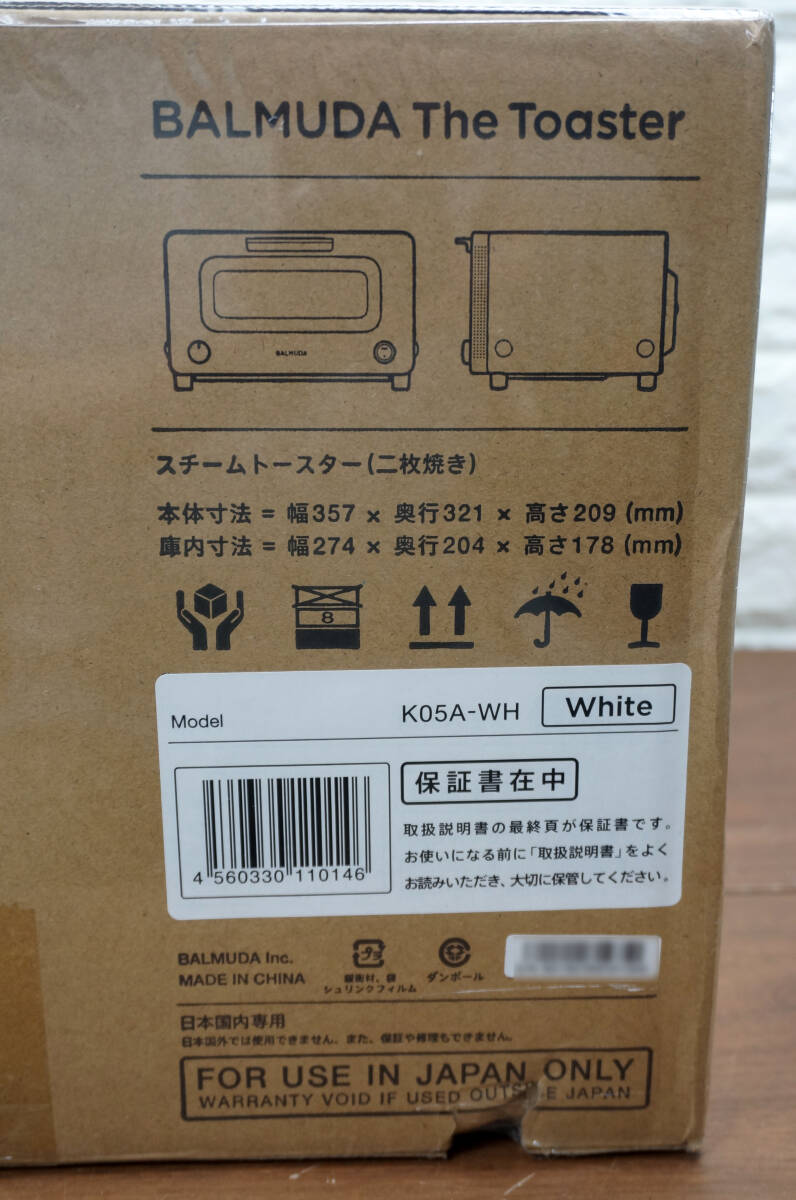 BALMUDA The Toaster
BALMUDA
スチームトースター(二枚焼き)
本体寸法 = 幅357 × 奥行321 × 高さ209 (mm)
庫内寸法 = 幅274 × 奥行204 × 高さ178 (mm)
8
Model K05A-WH White
保証書在中
取扱説明書の最終頁が保証書です。
お使いになる前に「取扱説明書」をよく
お読みいただき、大切に保管してください。
4 560330 110146
BALMUDA Inc.
MADE IN CHINA
プラ
緩衝材、袋
シュリンクフィルム
ダンボール
日本国内専用
日本国外では使用できません。また、保証や修理もできません。
FOR USE IN JAPAN ONLY
WARRANTY VOID IF USED JAPAN